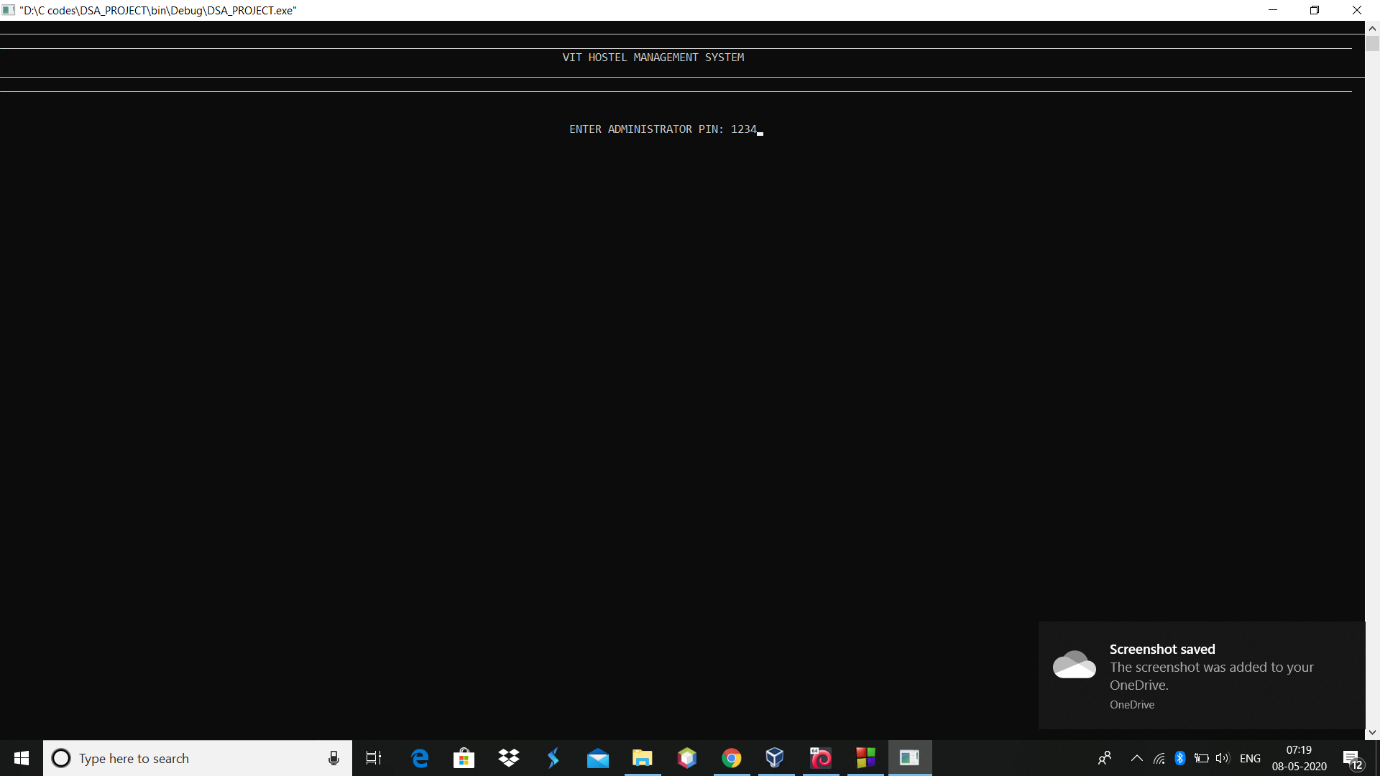 "D:\C codes\DSA_PROJECT\bin\Debug\DSA_PROJECT.exe"
VIT HOSTEL MANAGEMENT SYSTEM
ENTER ADMINISTRATOR PIN: 1234
Screenshot saved
The screenshot was added to your
OneDrive.
OneDrive
Type here to search
ENG
07:19
08-05-2020
12